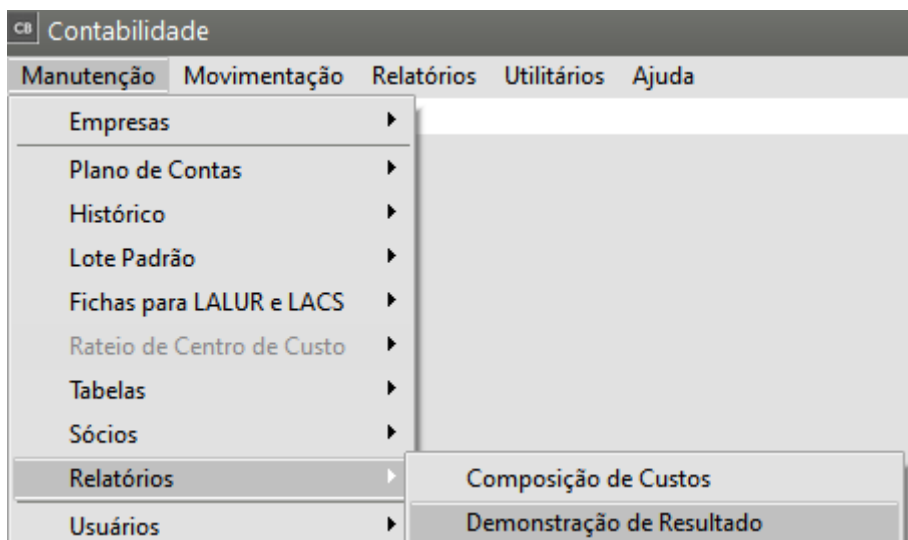 CB Contabilidade
Manutenção Movimentação Relatórios Utilitários Ajuda
Empresas
Plano de Contas
Histórico
Lote Padrão
Fichas para LALUR e LACS
Rateio de Centro de Custo
Tabelas
Sócios
Relatórios
Composição de Custos
Usuários
Demonstração de Resultado